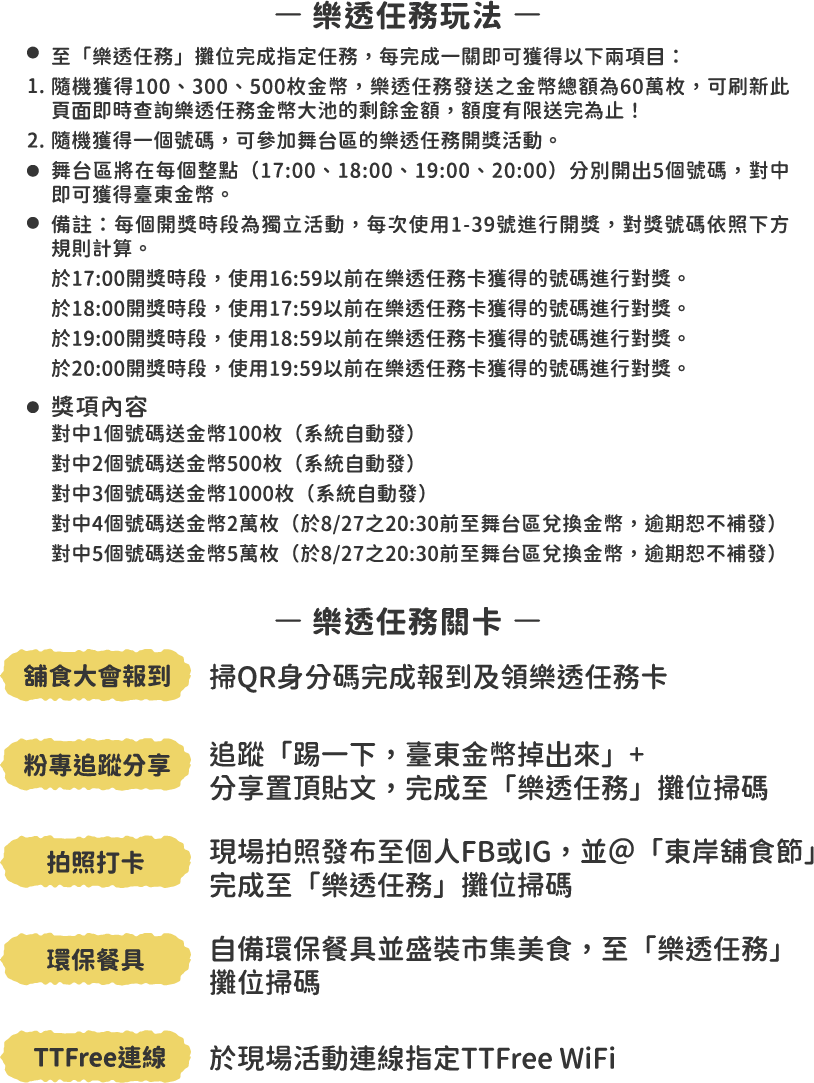 — 樂透任務玩法 —
● 至「樂透任務」攤位完成指定任務，每完成一關即可獲得以下兩項目：
1. 隨機獲得100、300、500枚金幣，樂透任務發送之金幣總額為60萬枚，可刷新此
頁面即時查詢樂透任務金幣大池的剩餘金額，額度有限送完為止！
2. 隨機獲得一個號碼，可參加舞台區的樂透任務開獎活動。
● 舞台區將在每個整點（17:00、18:00、19:00、20:00）分別開出5個號碼，對中
即可獲得臺東金幣。
● 備註：每個開獎時段為獨立活動，每次使用1-39號進行開獎，對獎號碼依照下方
規則計算。
於17:00開獎時段，使用16:59以前在樂透任務卡獲得的號碼進行對獎。
於18:00開獎時段，使用17:59以前在樂透任務卡獲得的號碼進行對獎。
於19:00開獎時段，使用18:59以前在樂透任務卡獲得的號碼進行對獎。
於20:00開獎時段，使用19:59以前在樂透任務卡獲得的號碼進行對獎。
● 獎項內容
對中1個號碼送金幣100枚（系統自動發）
對中2個號碼送金幣500枚（系統自動發）
對中3個號碼送金幣1000枚（系統自動發）
對中4個號碼送金幣2萬枚（於8/27之20:30前至舞台區兌換金幣，逾期恕不補發）
對中5個號碼送金幣5萬枚（於8/27之20:30前至舞台區兌換金幣，逾期恕不補發）
— 樂透任務關卡 —
舖食大會報到 掃QR身分碼完成報到及領樂透任務卡
粉專追蹤分享 追蹤「踢一下，臺東金幣掉出來」+
分享置頂貼文，完成至「樂透任務」攤位掃碼
拍照打卡 現場拍照發布至個人FB或IG，並@「東岸舖食節」
完成至「樂透任務」攤位掃碼
環保餐具 自備環保餐具並盛裝市集美食，至「樂透任務」
攤位掃碼
TTFree連線 於現場活動連線指定TTFree WiFi